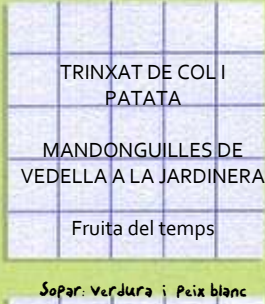 TRINXAT DE COL I
PATATA
MANDONGUILLES DE
VEDELLA A LA JARDINERA
Fruita del temps
Sopar: Verdura i Peix blanc